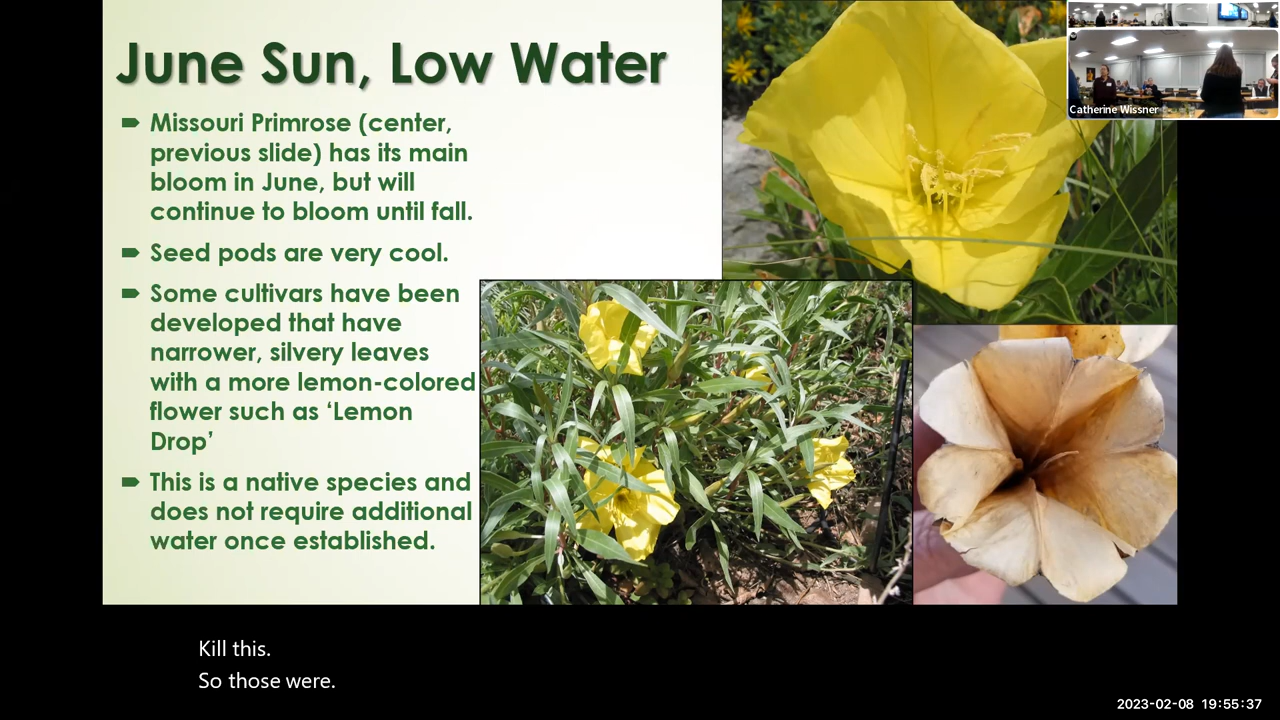 June Sun, Low Water
Missouri Primrose (center,
previous slide) has its main
bloom in June, but will
continue to bloom until fall.
Seed pods are very cool.
Some cultivars have been
developed that have
narrower, silvery leaves
with a more lemon-colored
flower such as ‘Lemon
Drop’
This is a native species and
does not require additional
water once established.
Catherine Wissner
Kill this.
So those were.
2023-02-08 19:55:37